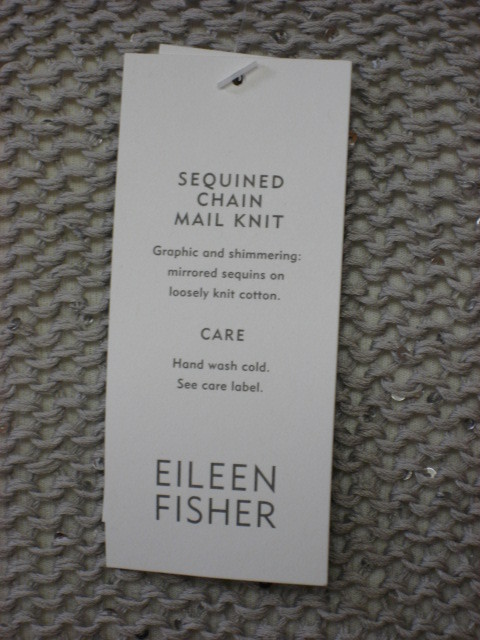 SEQUINED
CHAIN
MAIL KNIT
Graphic and shimmering:
mirrored sequins on
loosely knit cotton.
CARE
Hand wash cold.
See care label.
EILEEN
FISHER